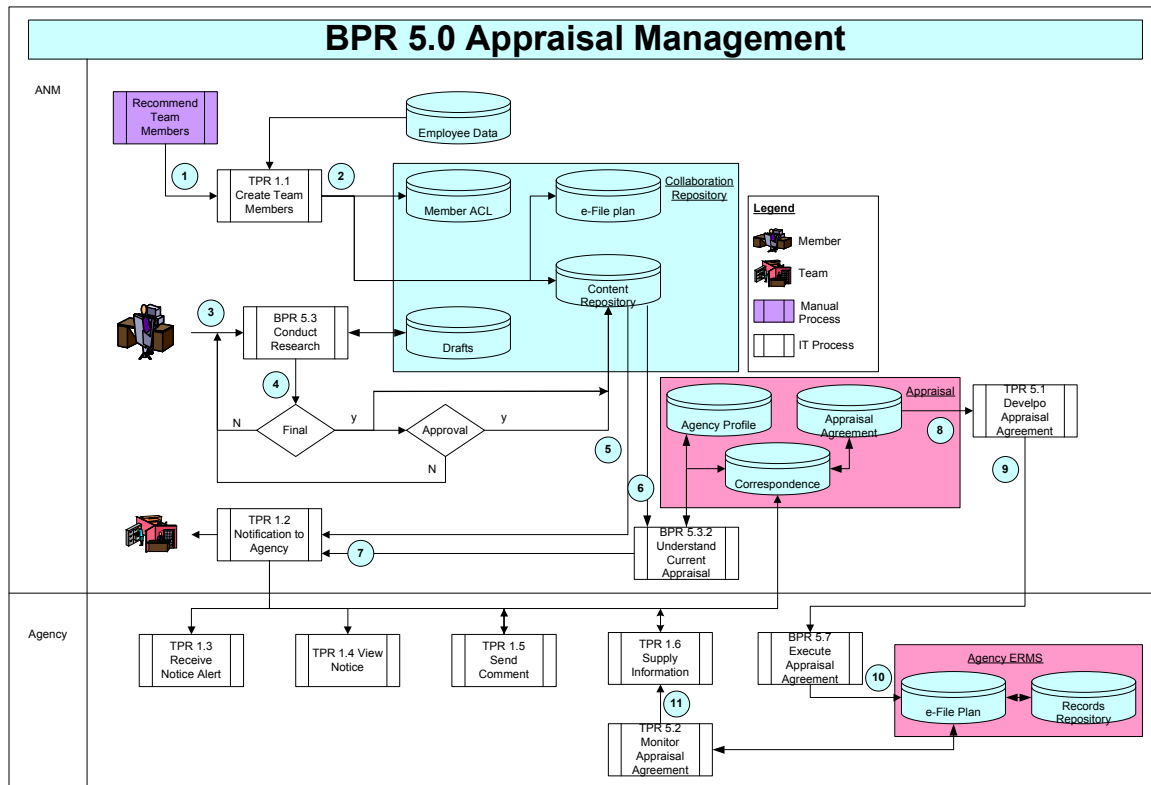 BPR 5.0 Appraisal Management
ANM
Recommend
Team
Members
Employee Data
1
2
TPR 1.1
Create Team
Members
Member ACL
e-File plan
Collaboration
Repository
Legend
Member
Team
Manual
Process
IT Process
Content
Repository
3
BPR 5.3
Conduct
Research
Drafts
4
N
Final
y
Approval
y
N
5
6
Appraisal
Agency Profile
Appraisal
Agreement
Correspondence
8
TPR 5.1
Develpo
Appraisal
Agreement
9
TPR 1.2
Notification to
Agency
7
BPR 5.3.2
Understand
Current
Appraisal
Agency
TPR 1.3
Receive
Notice Alert
TPR 1.4 View
Notice
TPR 1.5
Send
Comment
TPR 1.6
Supply
Information
BPR 5.7
Execute
Appraisal
Agreement
10
Agency ERMS
e-File Plan
Records
Repository
11
TPR 5.2
Monitor
Appraisal
Agreement